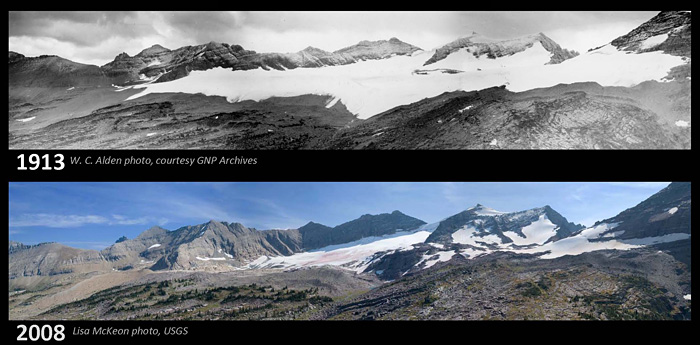 1913 W. C. Alden photo, courtesy GNP Archives
2008 Lisa McKeon photo, USGS